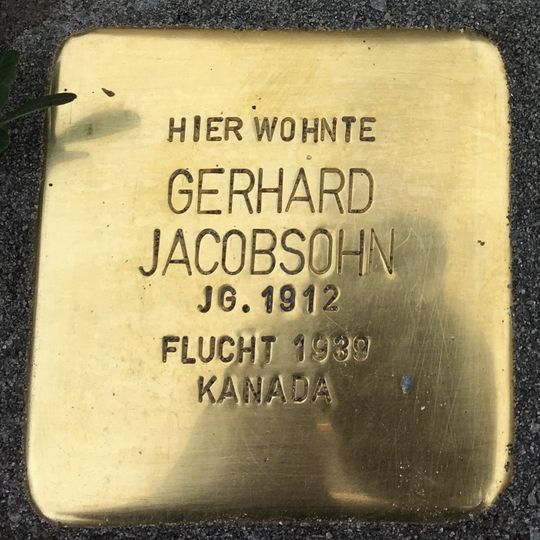 HIER WOHNTE
GERHARD
JACOBSOHN
JG. 1912
FLUCHT 1939
KANADA